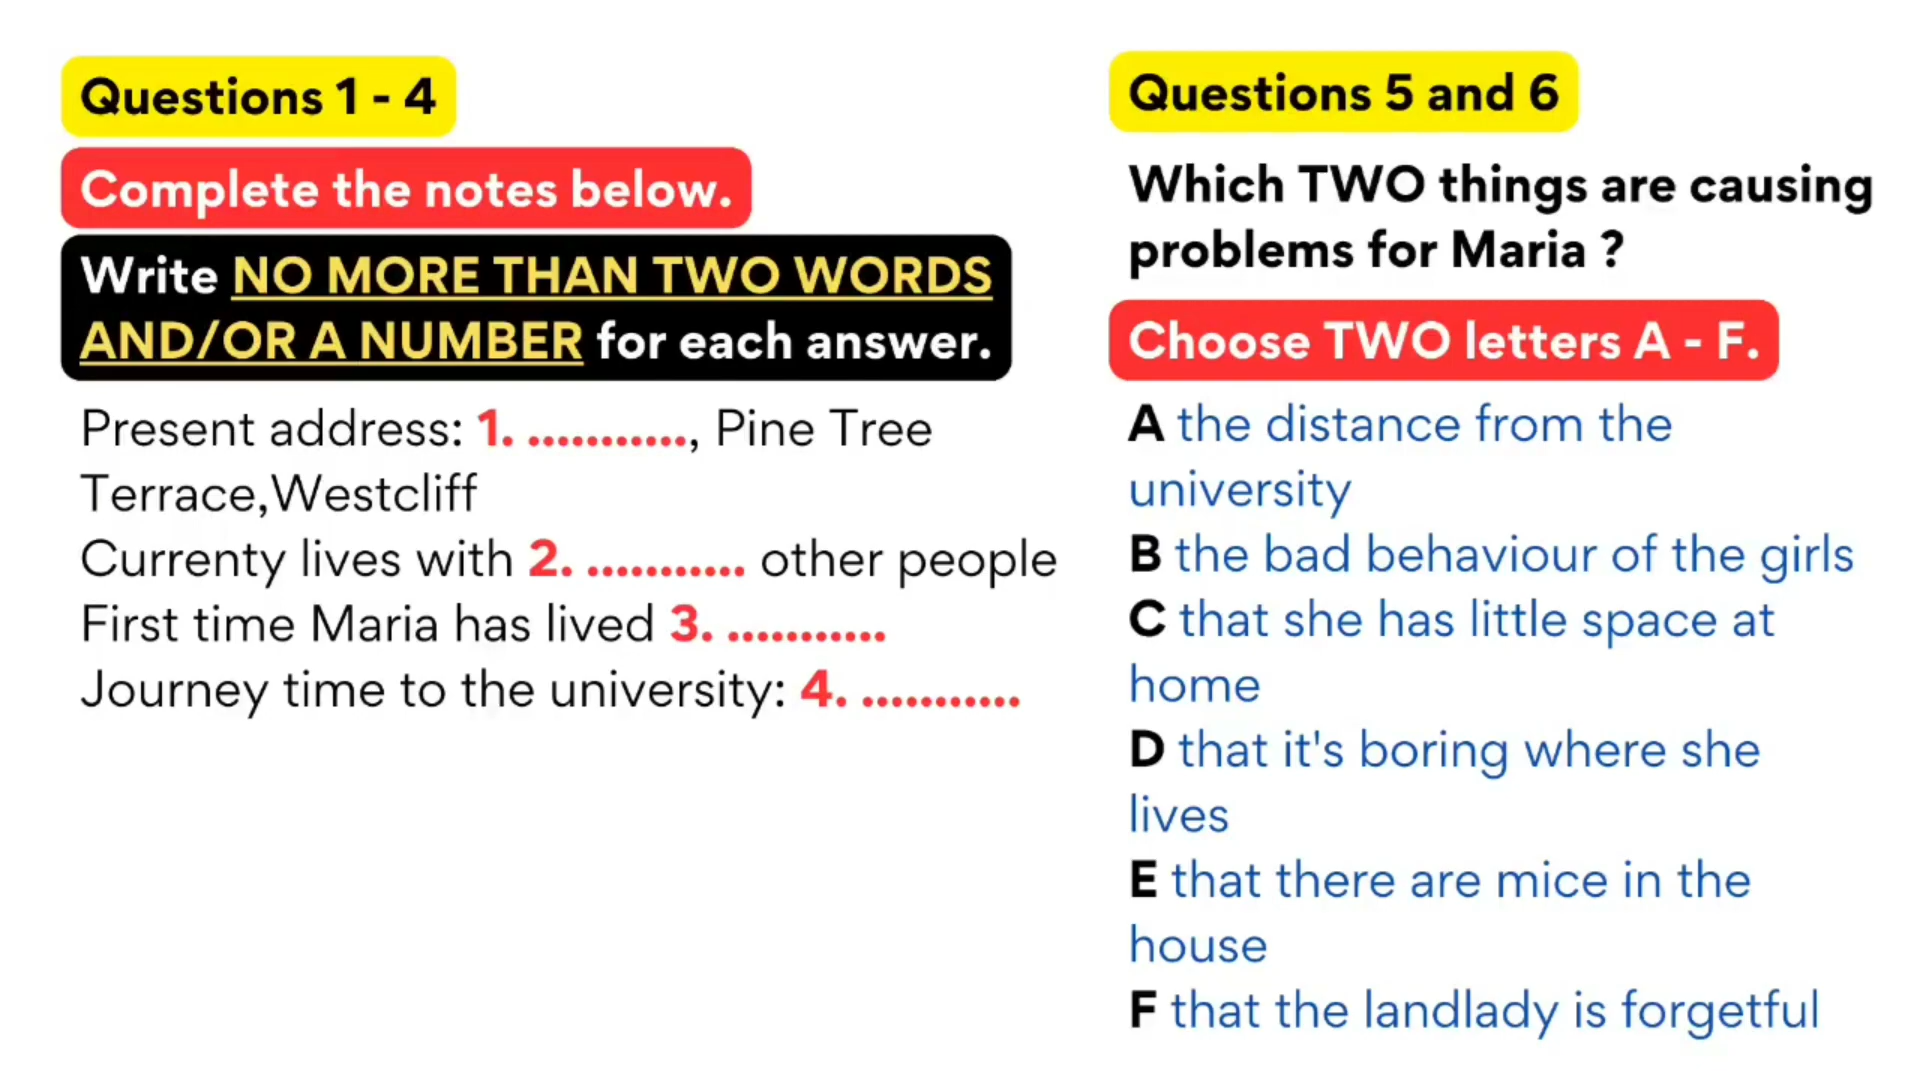 Questions 1 - 4
Complete the notes below.
Write NO MORE THAN TWO WORDS
AND/OR A NUMBER for each answer.
Present address: 1. ..........., Pine Tree
Terrace,Westcliff
Currenty lives with 2. ........... other people
First time Maria has lived 3. ...........
Journey time to the university: 4. ...........
Questions 5 and 6
Which TWO things are causing
problems for Maria ?
Choose TWO letters A - F.
A the distance from the
university
B the bad behaviour of the girls
C that she has little space at
home
D that it's boring where she
lives
E that there are mice in the
house
F that the landlady is forgetful